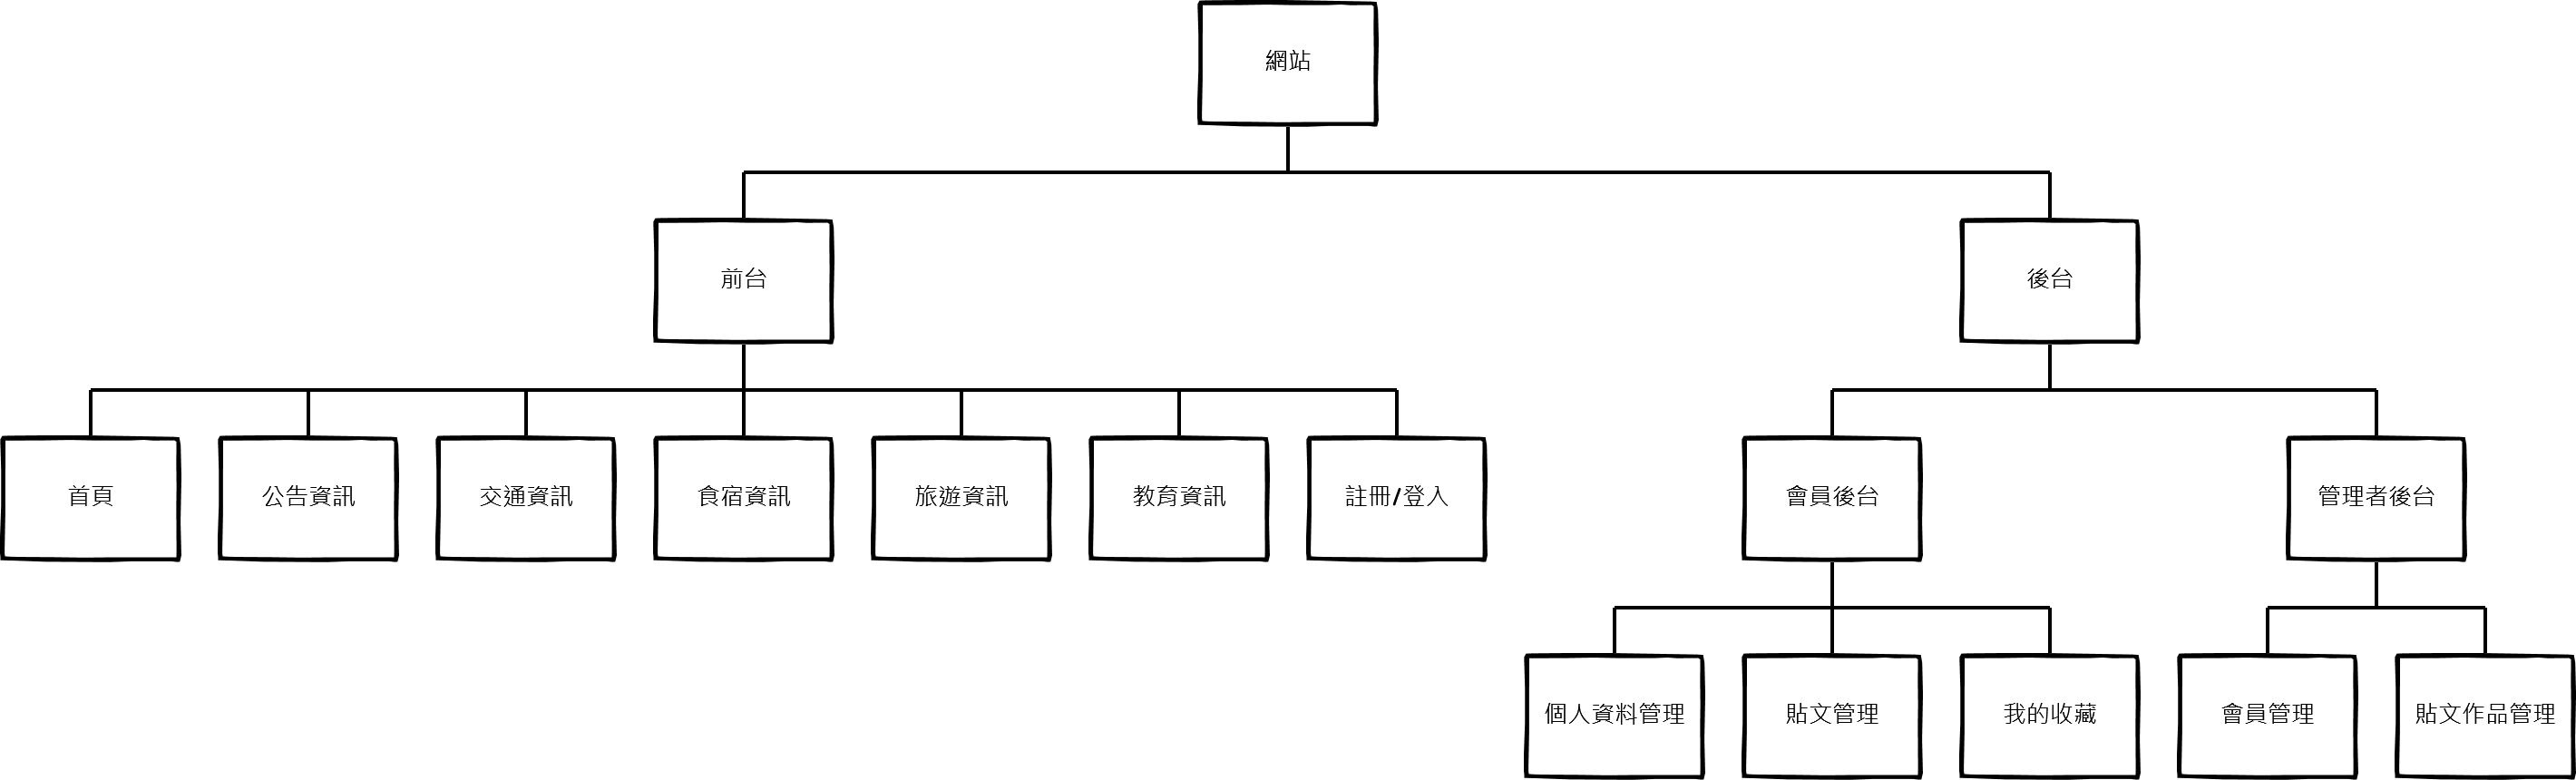 網站
前台
後台
首頁
公告資訊
交通資訊
食宿資訊
旅遊資訊
教育資訊
註冊/登入
會員後台
管理者後台
個人資料管理
貼文管理
我的收藏
會員管理
貼文作品管理